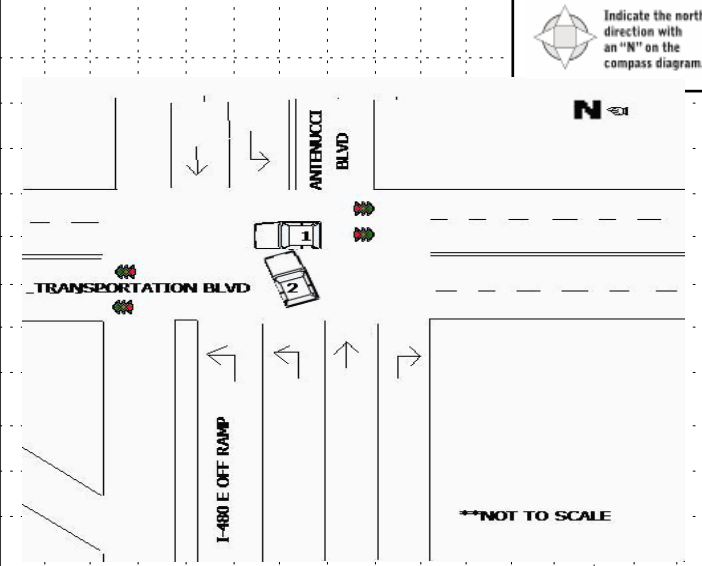 Indicate the north
direction with
an "N" on the
compass diagram.
N
ANTENUCCI
BLVD
1
2
_TRANSPORTATION BLVD
I-480 E OFF RAMP
**NOT TO SCALE